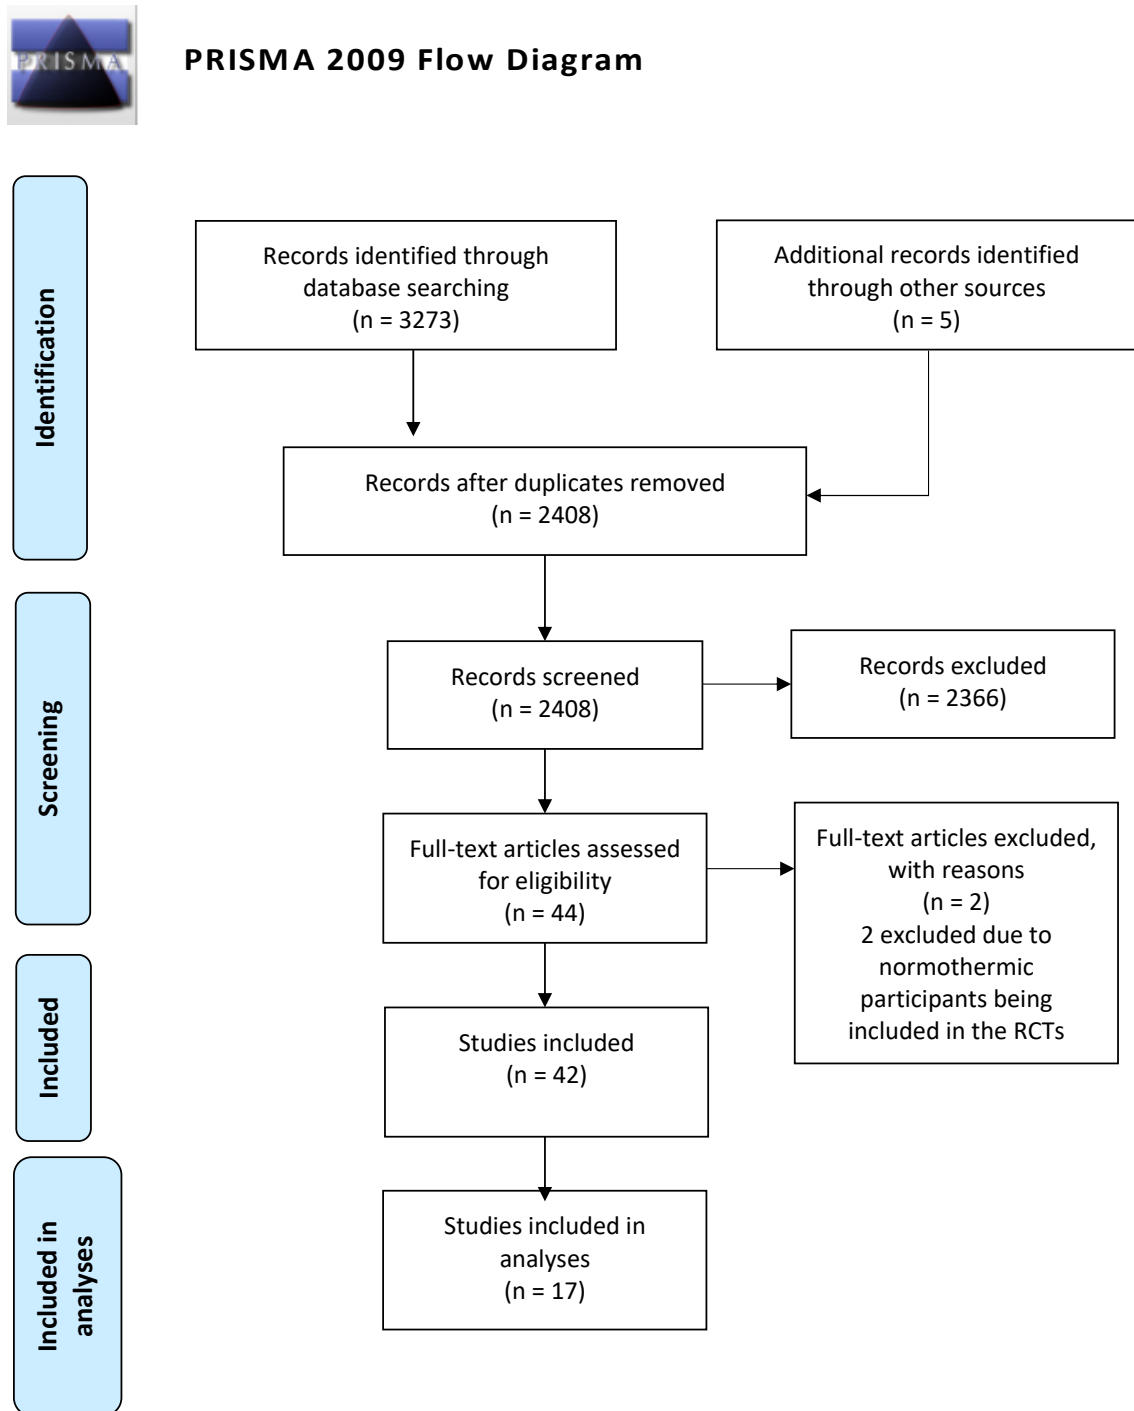 PRISMA
PRISMA 2009 Flow Diagram
Identification
Records identified through
database searching
(n = 3273)
Additional records identified
through other sources
(n = 5)
Records after duplicates removed
(n = 2408)
Screening
Records screened
(n = 2408)
Records excluded
(n = 2366)
Full-text articles assessed
for eligibility
(n = 44)
Full-text articles excluded,
with reasons
(n = 2)
2 excluded due to
normothermic
participants being
included in the RCTs
Included
Studies included
(n = 42)
Included in
analyses
Studies included in
analyses
(n = 17)